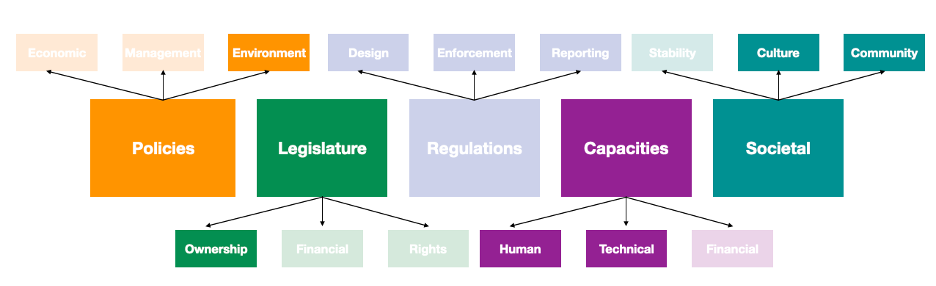 Economic
Management
Environment
Design
Enforcement
Reporting
Stability
Culture
Community
Policies
Legislature
Regulations
Capacities
Societal
Ownership
Financial
Rights
Human
Technical
Financial